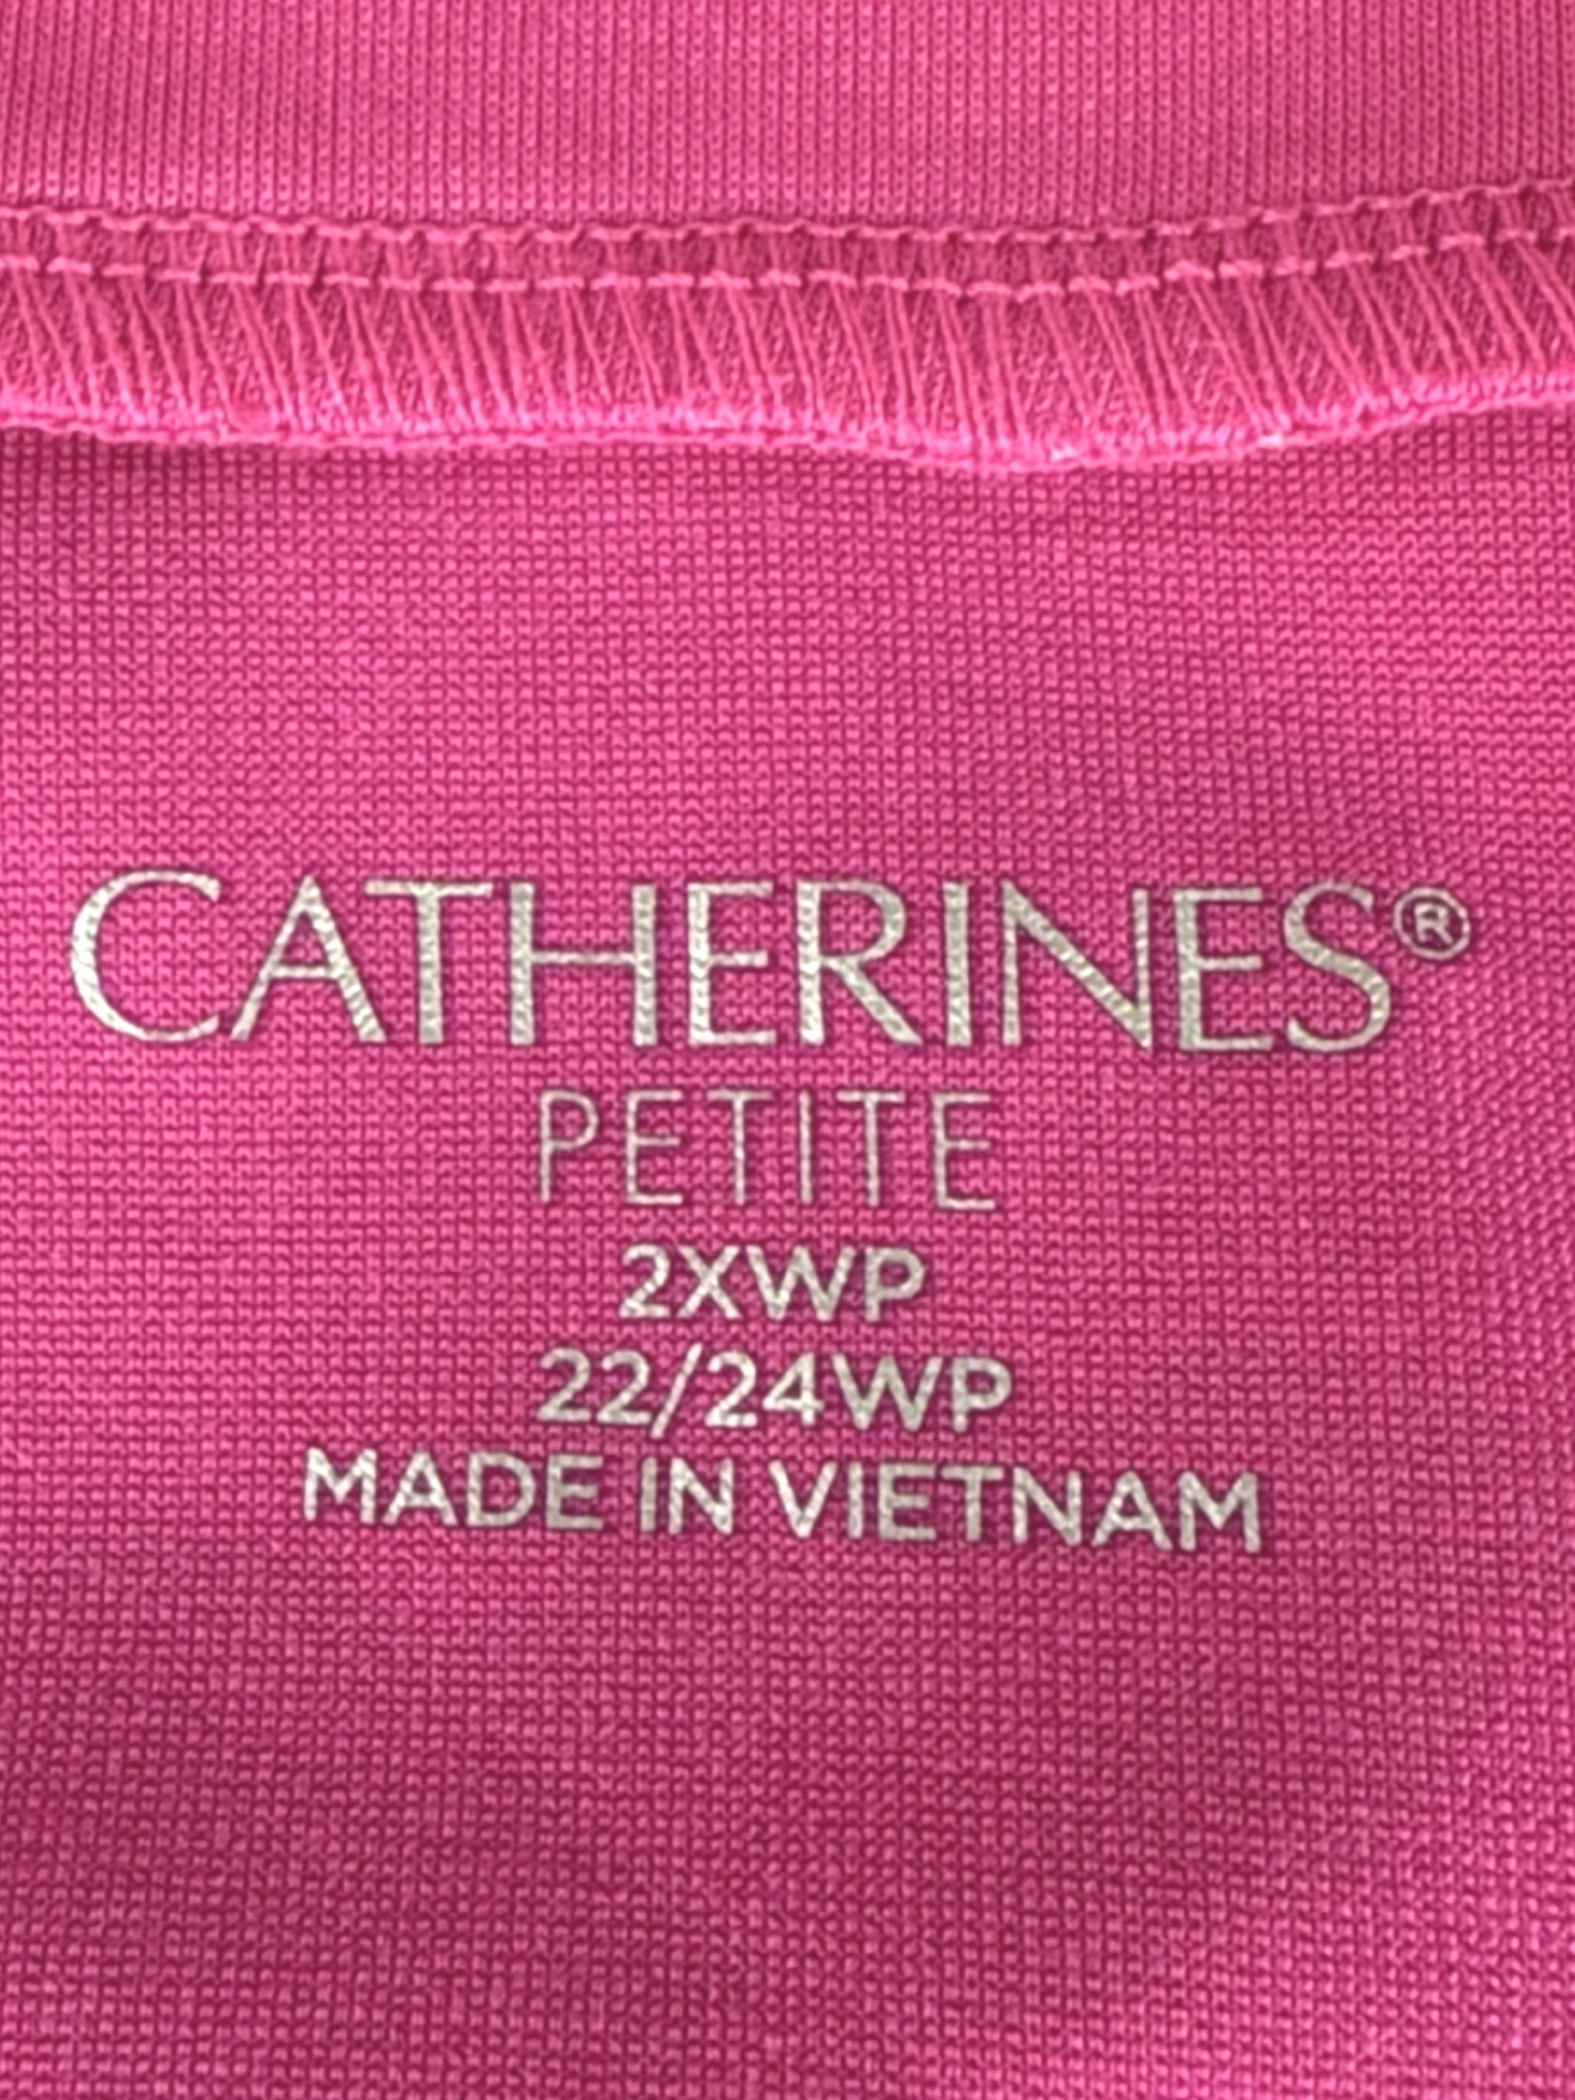 CATHERINES®
PETITE
2XWP
22/24WP
MADE IN VIETNAM